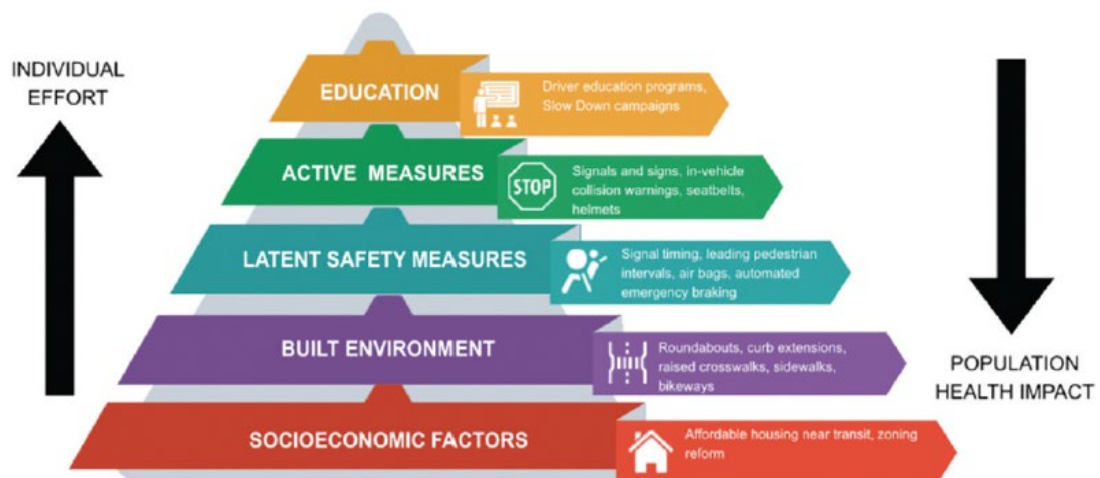 INDIVIDUAL
EFFORT
EDUCATION
Driver education programs,
Slow Down campaigns
ACTIVE MEASURES
STOP
Signals and signs, in-vehicle
collision warnings, seatbelts,
helmets
LATENT SAFETY MEASURES
Signal timing, leading pedestrian
intervals, air bags, automated
emergency braking
BUILT ENVIRONMENT
Roundabouts, curb extensions,
raised crosswalks, sidewalks,
bikeways
SOCIOECONOMIC FACTORS
Affordable housing near transit, zoning
reform
POPULATION
HEALTH IMPACT